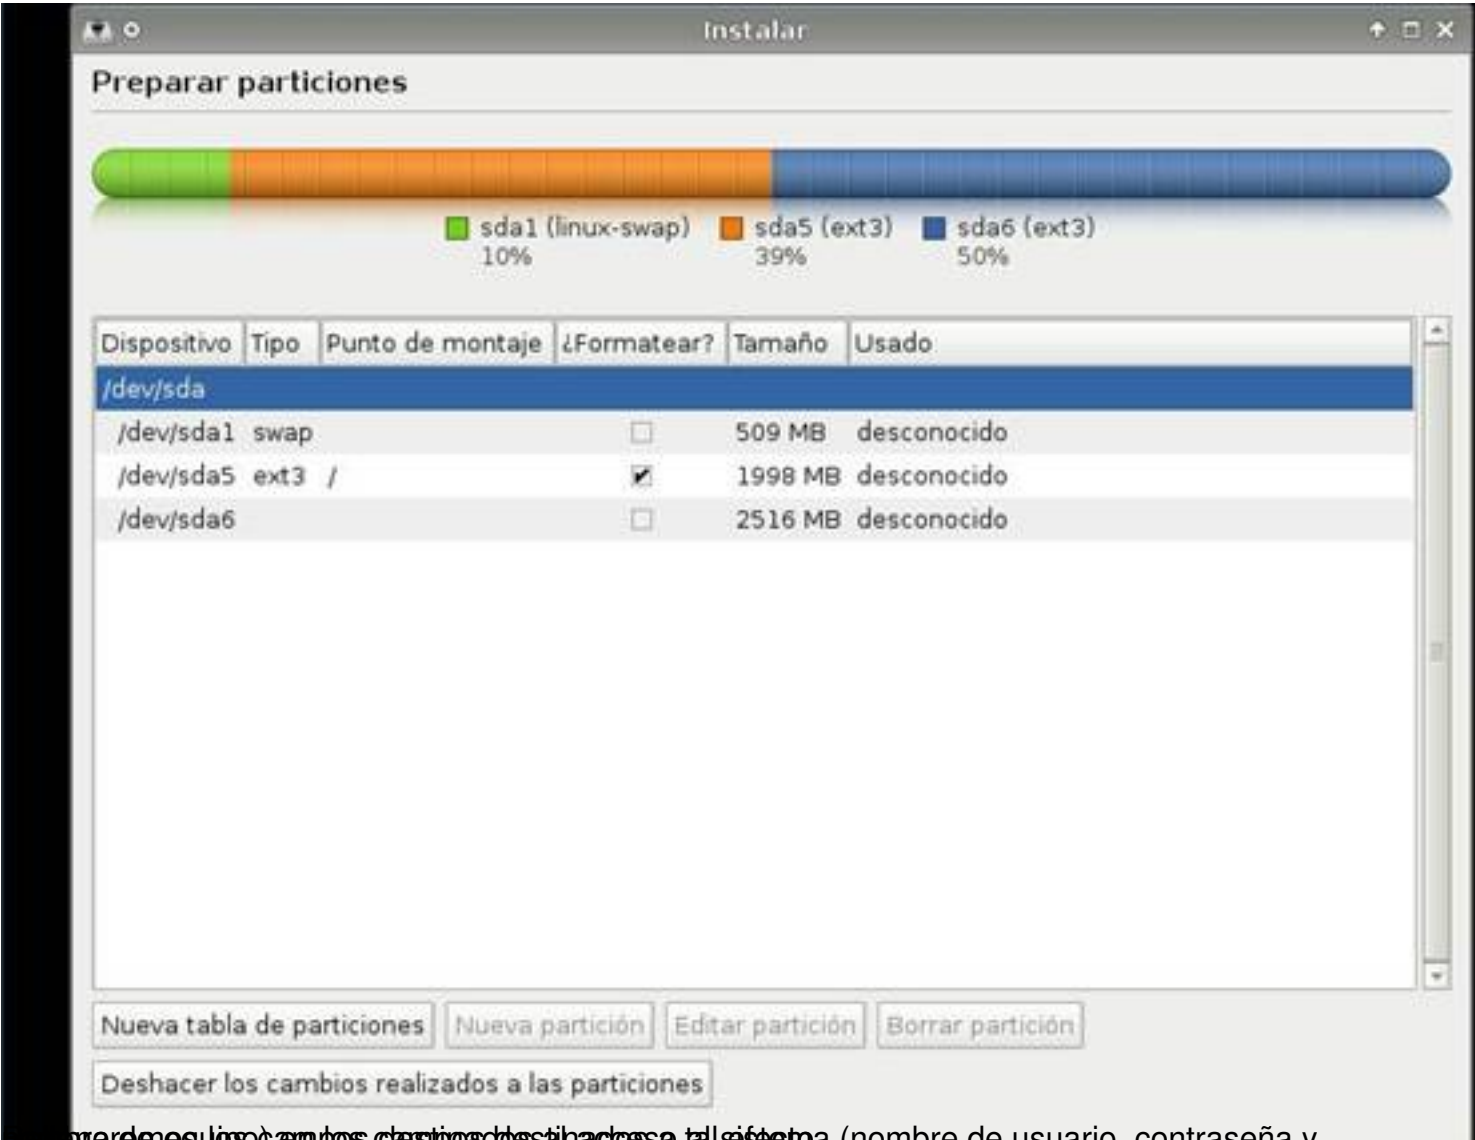 Instalar
Preparar particiones
sda1 (linux-swap) sda5 (ext3) sda6 (ext3)
10% 39% 50%
Dispositivo Tipo Punto de montaje ¿Formatear? Tamaño Usado
/dev/sda
/dev/sda1 swap 509 MB desconocido
/dev/sda5 ext3 / 1998 MB desconocido
/dev/sda6 2516 MB desconocido
Nueva tabla de particiones Nueva partición Editar partición Borrar partición
Deshacer los cambios realizados a las particiones
(nombre de usuario, contraseña y